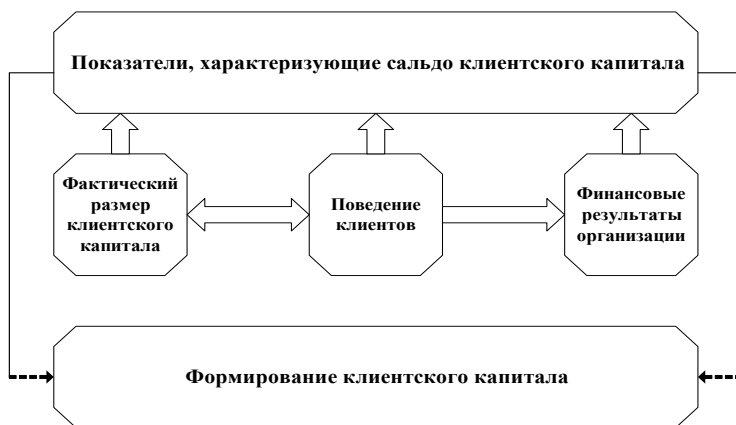 Показатели, характеризующие сальдо клиентского капитала
Фактический
размер
клиентского
капитала
Поведение
клиентов
Финансовые
результаты
организации
Формирование клиентского капитала